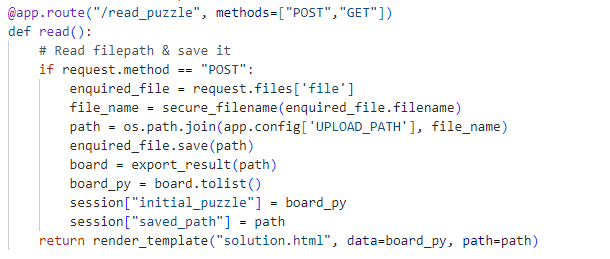 @app.route("/read_puzzle", methods=["POST","GET"])
def read():
    # Read filepath & save it
    if request.method == "POST":
        enquired_file = request.files['file']
        file_name = secure_filename(enquired_file.filename)
        path = os.path.join(app.config['UPLOAD_PATH'], file_name)
        enquired_file.save(path)
        board = export_result(path)
        board_py = board.tolist()
        session["initial_puzzle"] = board_py
        session["saved_path"] = path
    return render_template("solution.html", data=board_py, path=path)